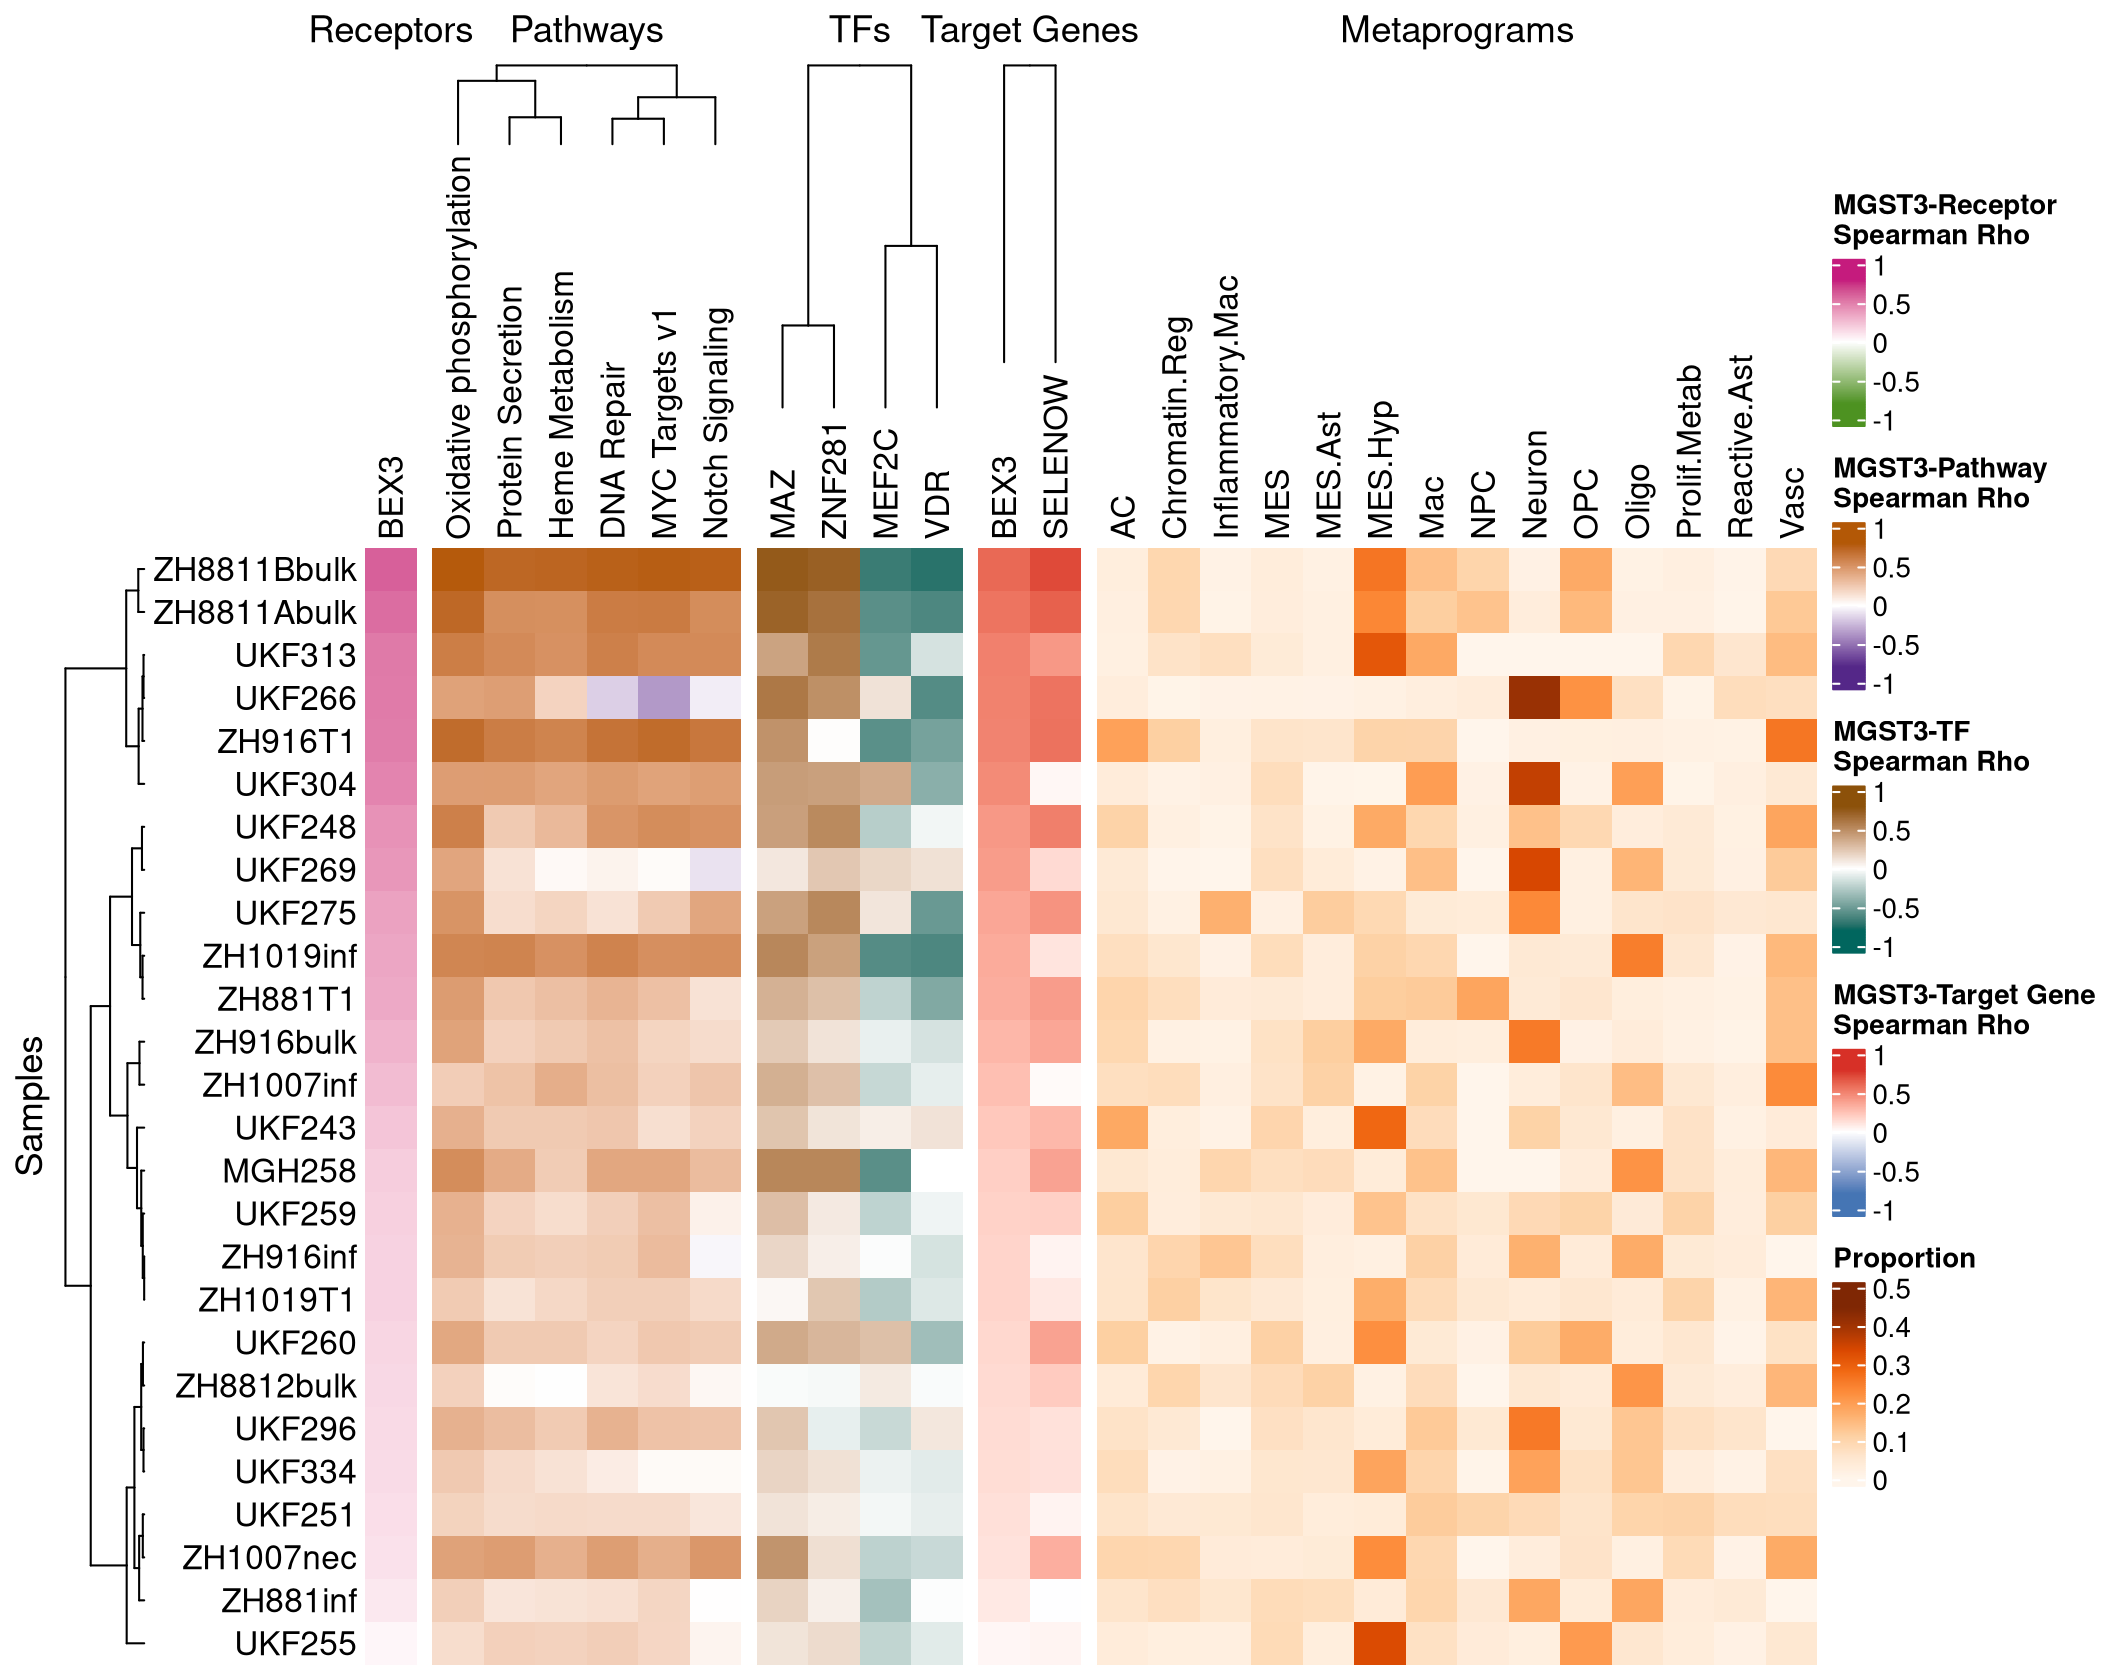 Receptors Pathways TFs Target Genes Metaprograms
BEX3
Oxidative phosphorylation
Protein Secretion
Heme Metabolism
DNA Repair
MYC Targets v1
Notch Signaling
MAZ
ZNF281
MEF2C
VDR
BEX3
SELENOW
AC
Chromatin.Reg
Inflammatory.Mac
MES
MES.Ast
MES.Hyp
Mac
NPC
Neuron
OPC
Oligo
Prolif.Metab
Reactive.Ast
Vasc
Samples
ZH8811Bbulk
ZH8811Abulk
UKF313
UKF266
ZH916T1
UKF304
UKF248
UKF269
UKF275
ZH1019inf
ZH881T1
ZH916bulk
ZH1007inf
UKF243
MGH258
UKF259
ZH916inf
ZH1019T1
UKF260
ZH8812bulk
UKF296
UKF334
UKF251
ZH1007nec
ZH881inf
UKF255
MGST3-Receptor
Spearman Rho
1
0.5
0
-0.5
-1
MGST3-Pathway
Spearman Rho
1
0.5
0
-0.5
-1
MGST3-TF
Spearman Rho
1
0.5
0
-0.5
-1
MGST3-Target Gene
Spearman Rho
1
0.5
0
-0.5
-1
Proportion
0.5
0.4
0.3
0.2
0.1
0